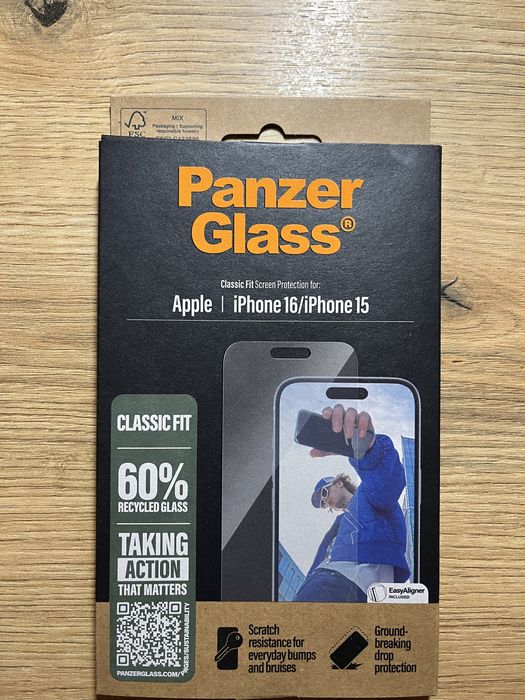 MIX
Packaging | Supporting
responsible forestry
FSC
Panzer
Glass®
Classic Fit Screen Protection for:
Apple | iPhone 16/iPhone 15
CLASSIC FIT
60%
RECYCLED GLASS
TAKING
ACTION
THAT MATTERS
PANZERGLASS.COM/
PAGES/SUSTAINABILITY
EasyAligner
INCLUDED
Scratch
resistance for
everyday bumps
and bruises
Ground-
breaking
drop
protection